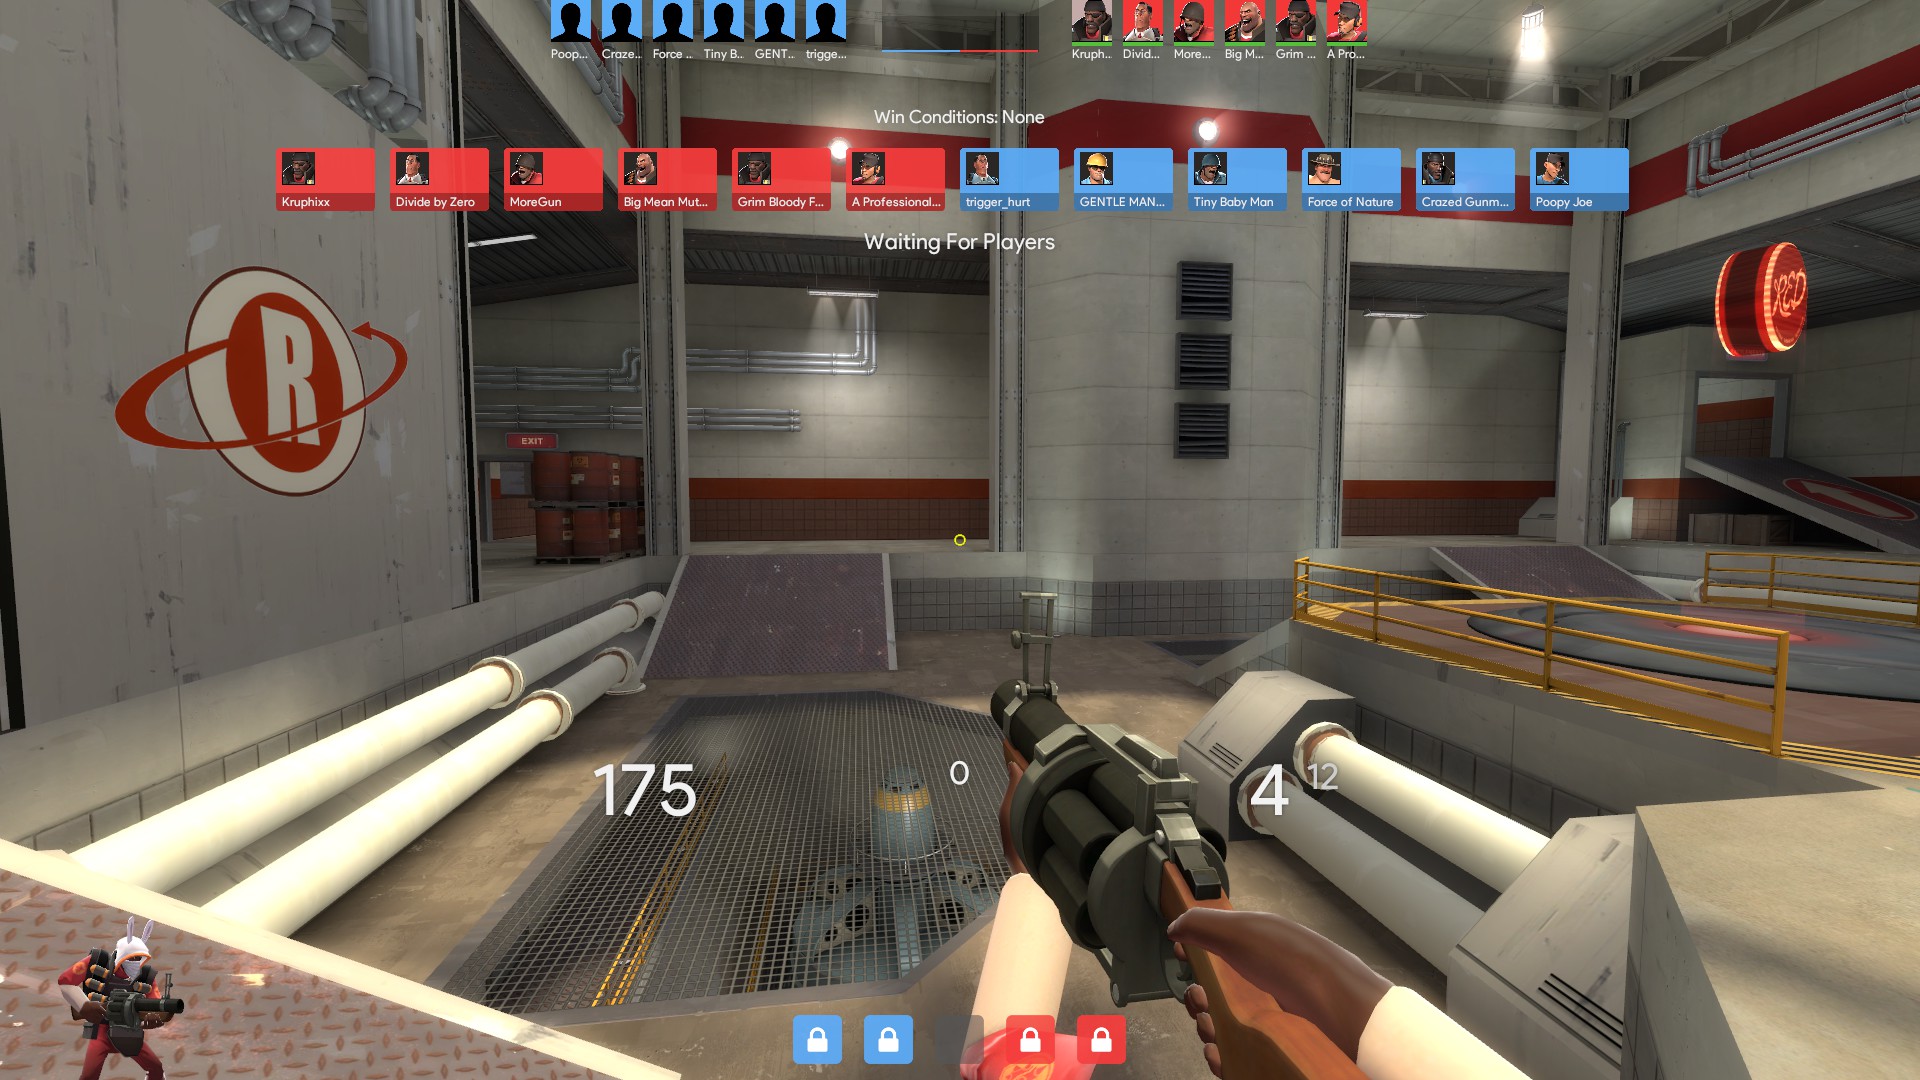 Poop... Craze... Force ... Tiny B... GENT... trigge...
Kruph... Divid... More... Big M... Grim ... A Pro...
Win Conditions: None
Kruphixx Divide by Zero MoreGun Big Mean Mut... Grim Bloody F... A Professional... trigger_hurt GENTLE MAN... Tiny Baby Man Force of Nature Crazed Gunm... Poopy Joe
Waiting For Players
R
RED
EXIT
175
0
4 12